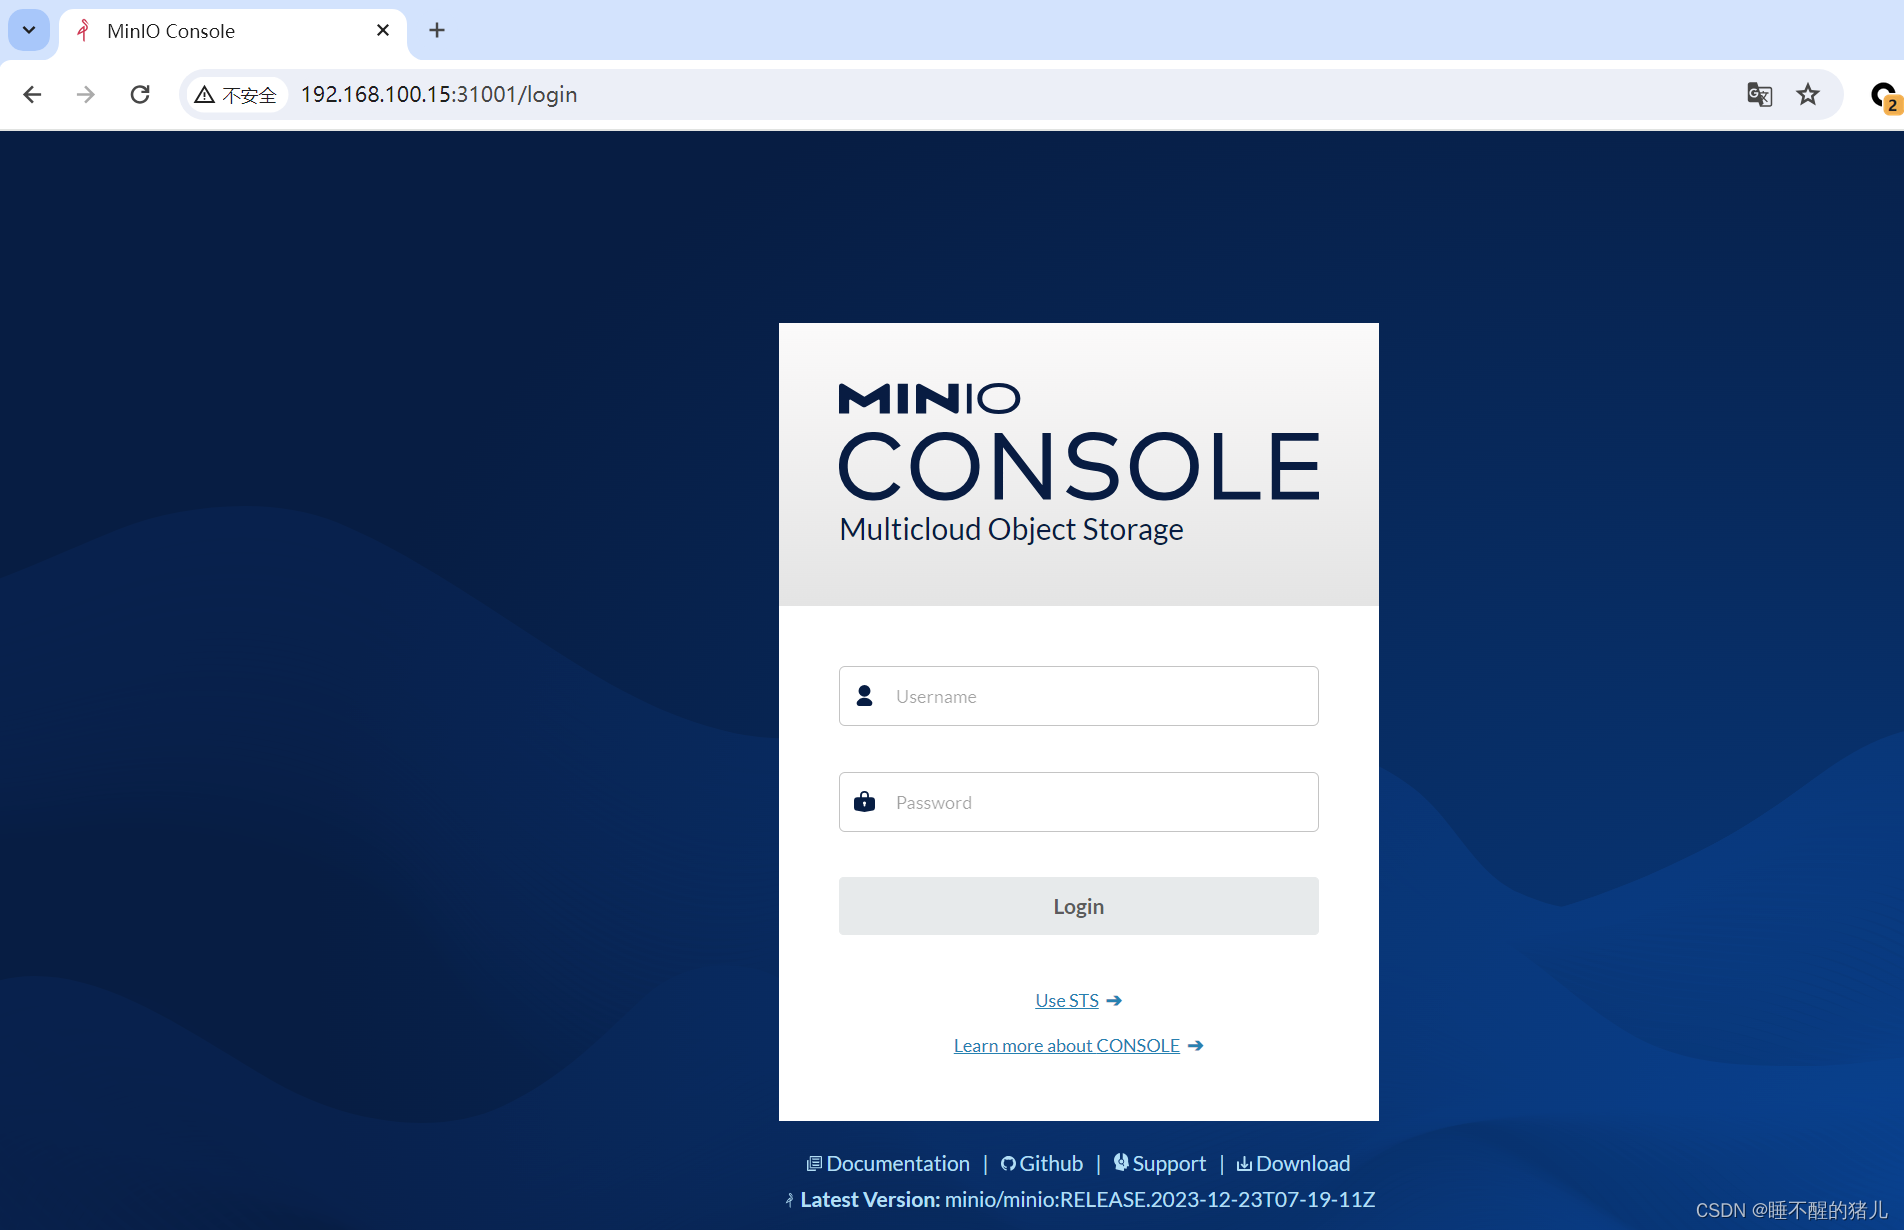 MinIO Console
不安全 192.168.100.15:31001/login
2
MINIO
CONSOLE
Multicloud Object Storage
Username
Password
Login
Use STS
Learn more about CONSOLE
Documentation | Github | Support | Download
Latest Version: minio/minio:RELEASE.2023-12-23T07-19-11Z
CSDN @睡不醒的猪儿